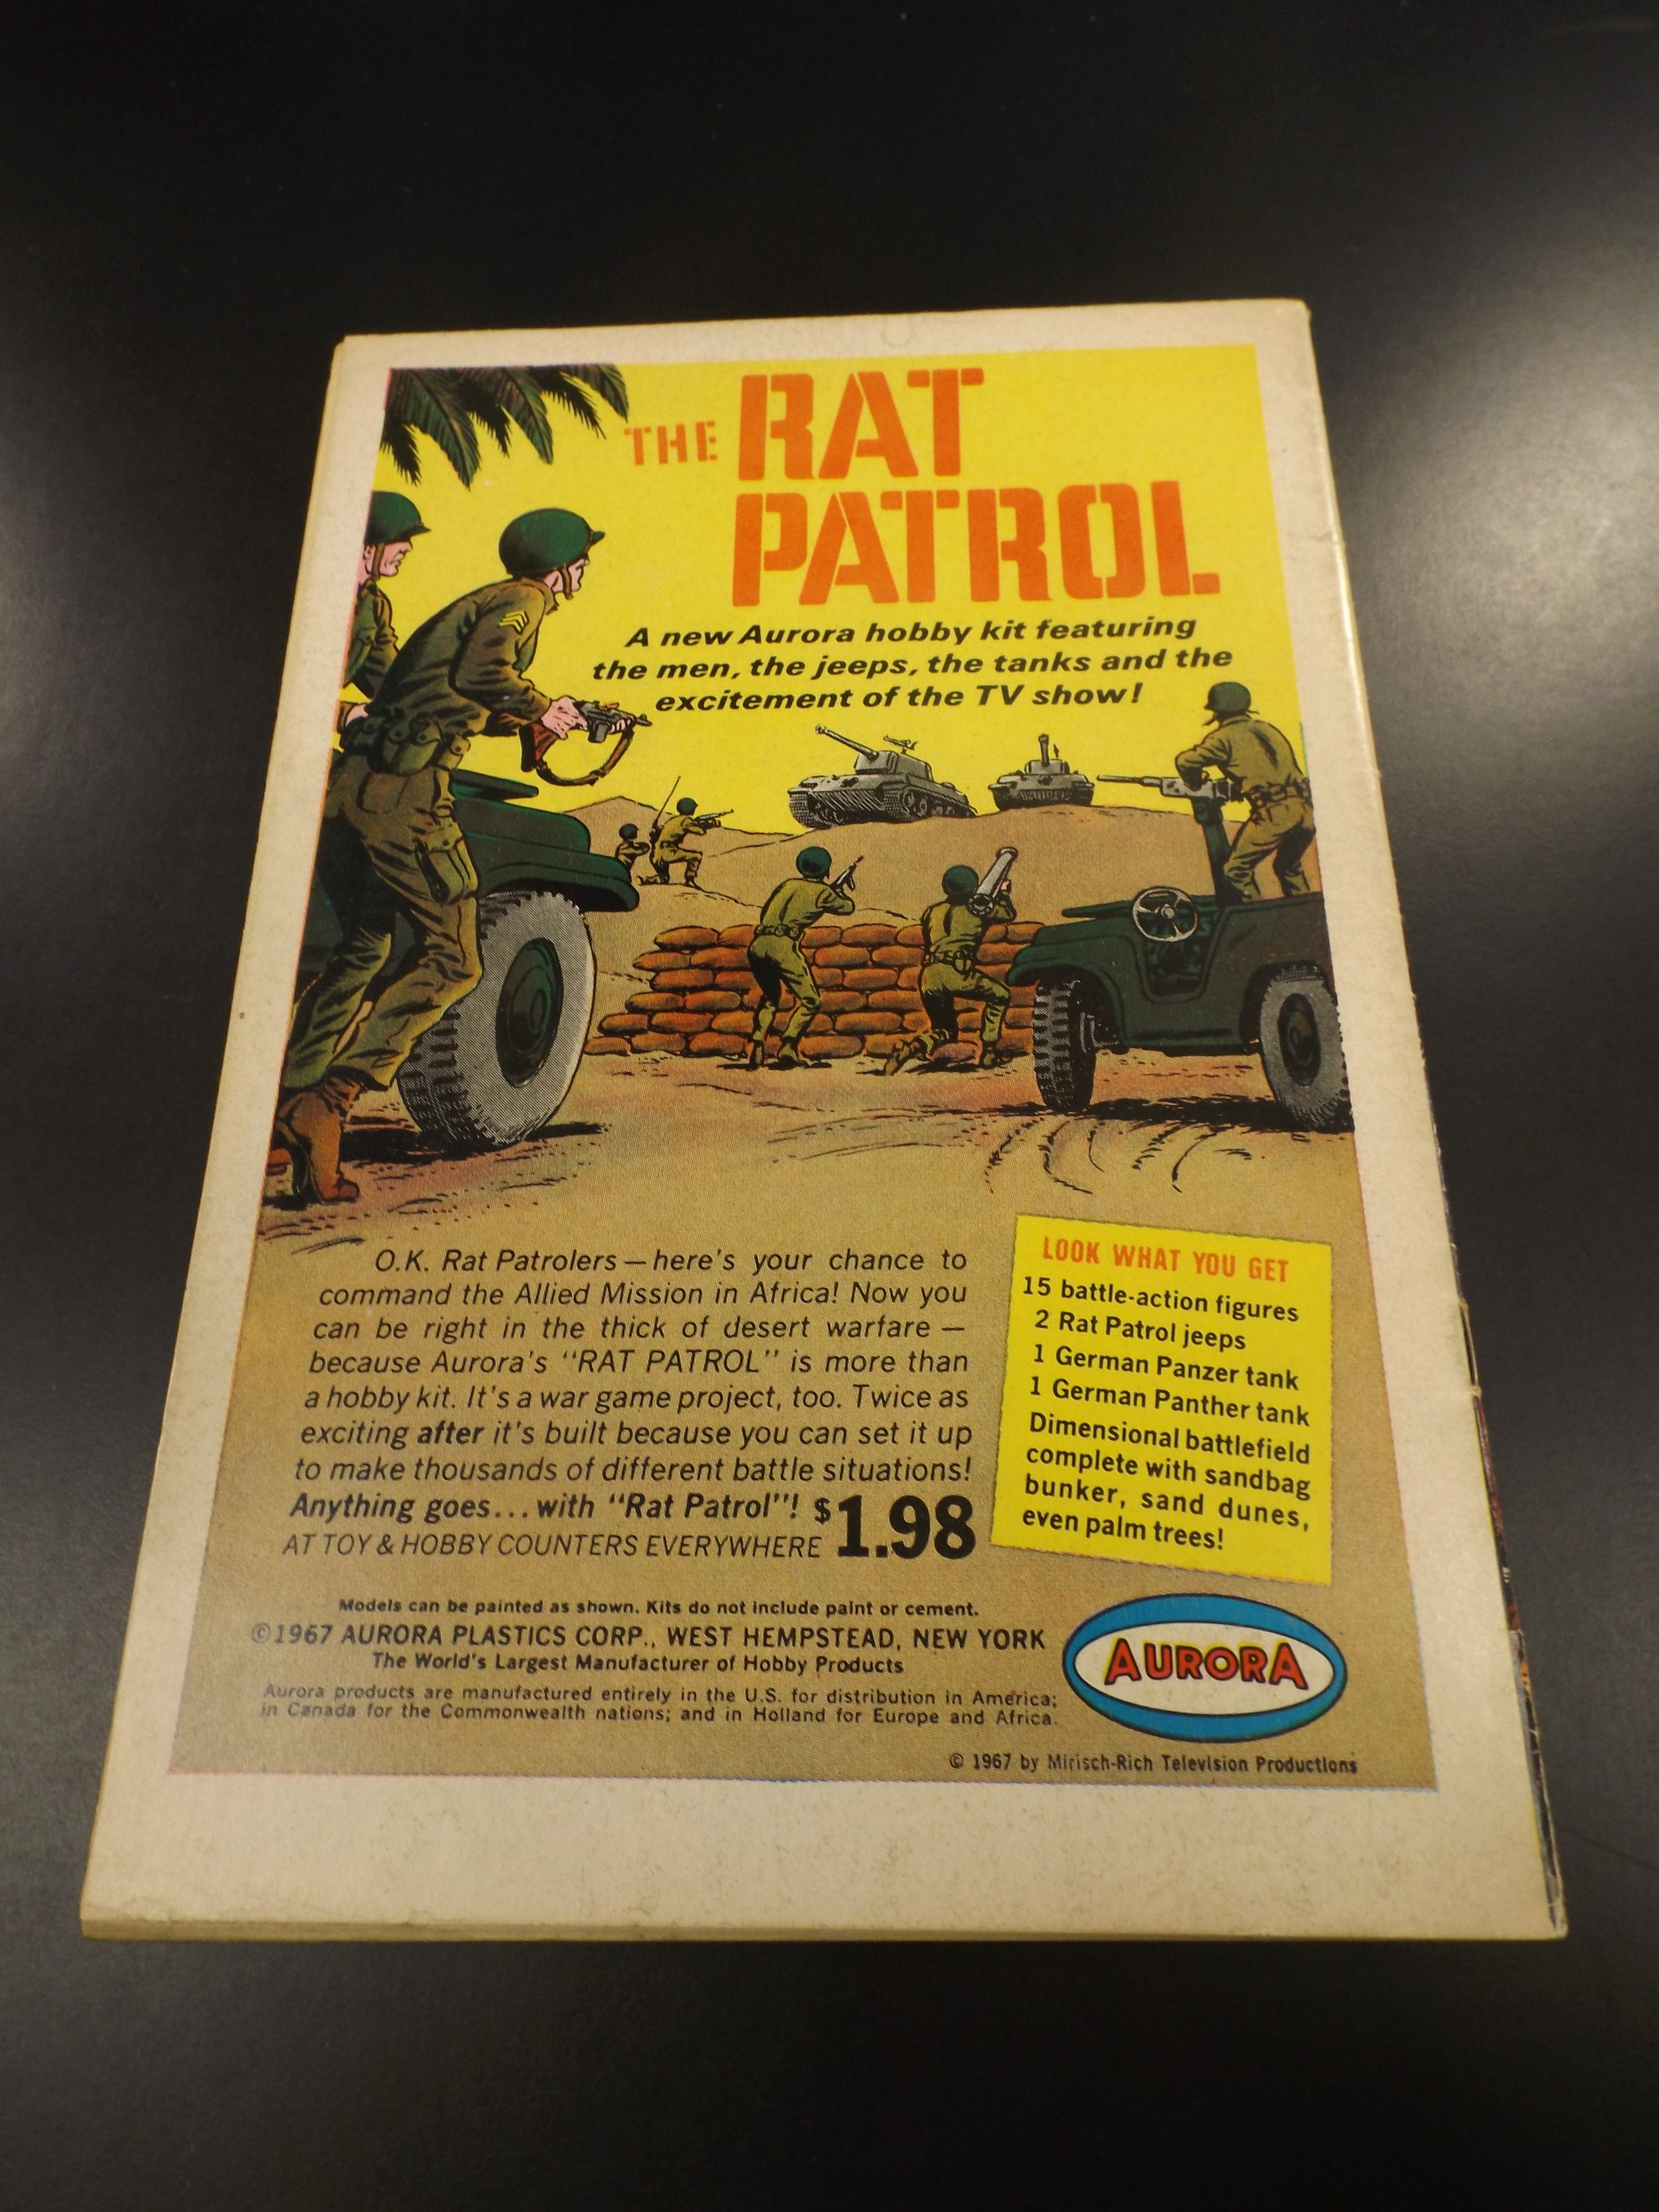 THE RAT
PATROL
A new Aurora hobby kit featuring
the men, the jeeps, the tanks and the
excitement of the TV show!
O.K. Rat Patrolers — here's your chance to
command the Allied Mission in Africa! Now you
can be right in the thick of desert warfare —
because Aurora's “RAT PATROL” is more than
a hobby kit. It's a war game project, too. Twice as
exciting after it's built because you can set it up
to make thousands of different battle situations!
Anything goes... with “Rat Patrol”! $1.98
AT TOY & HOBBY COUNTERS EVERYWHERE
LOOK WHAT YOU GET
15 battle-action figures
2 Rat Patrol jeeps
1 German Panzer tank
1 German Panther tank
Dimensional battlefield
complete with sandbag
bunker, sand dunes,
even palm trees!
Models can be painted as shown. Kits do not include paint or cement.
©1967 AURORA PLASTICS CORP., WEST HEMPSTEAD, NEW YORK
The World's Largest Manufacturer of Hobby Products
Aurora products are manufactured entirely in the U.S. for distribution in America;
in Canada for the Commonwealth nations; and in Holland for Europe and Africa.
AURORA
© 1967 by Mirisch-Rich Television Productions